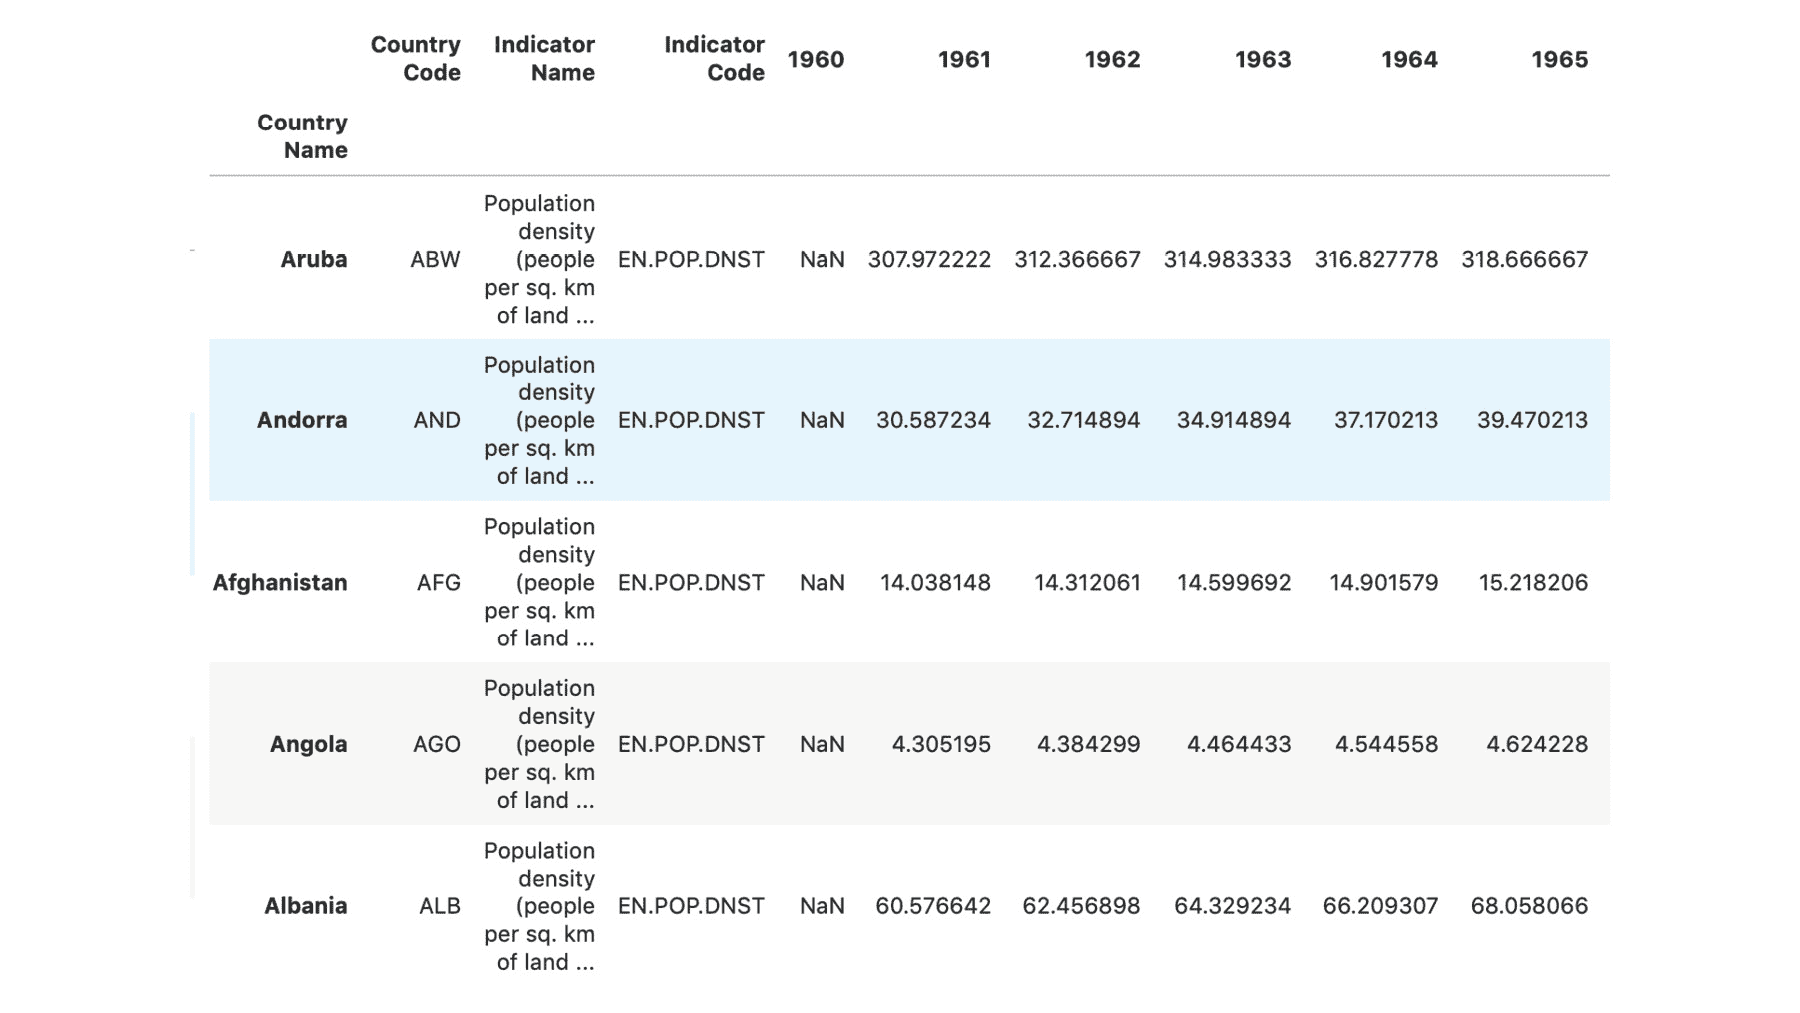 Country Code Indicator Name Indicator Code 1960 1961 1962 1963 1964 1965
Country
Name
Population
density
Aruba ABW (people EN.POP.DNST NaN 307.972222 312.366667 314.983333 316.827778 318.666667
per sq. km
of land ...
Population
density
Andorra AND (people EN.POP.DNST NaN 30.587234 32.714894 34.914894 37.170213 39.470213
per sq. km
of land ...
Population
density
Afghanistan AFG (people EN.POP.DNST NaN 14.038148 14.312061 14.599692 14.901579 15.218206
per sq. km
of land ...
Population
density
Angola AGO (people EN.POP.DNST NaN 4.305195 4.384299 4.464433 4.544558 4.624228
per sq. km
of land ...
Population
density
Albania ALB (people EN.POP.DNST NaN 60.576642 62.456898 64.329234 66.209307 68.058066
per sq. km
of land ...